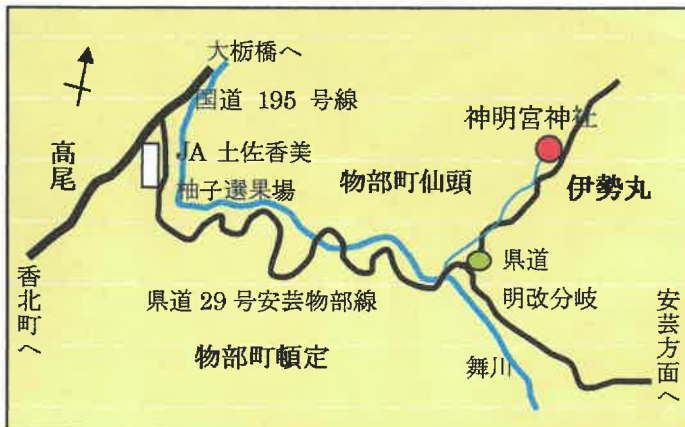 大栃橋へ
国道 195 号線
神明宮神社
高尾
JA 土佐香美
柚子選果場
物部町仙頭
伊勢丸
県道
明改分岐
香北町へ
県道 29 号安芸物部線
物部町頓定
舞川
安芸方面へ